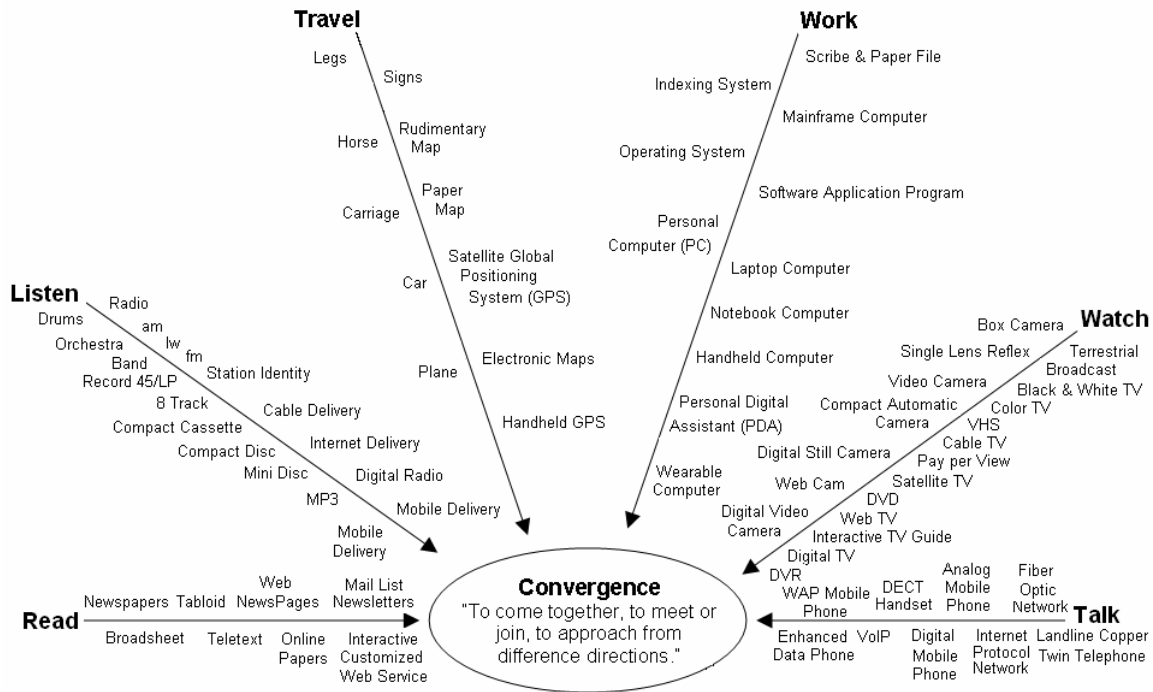 Travel
Legs
Signs
Horse
Rudimentary
Map
Carriage
Paper
Map
Car
Satellite Global
Positioning
System (GPS)
Plane
Electronic Maps
Handheld GPS
Work
Scribe & Paper File
Indexing System
Mainframe Computer
Operating System
Software Application Program
Personal
Computer (PC)
Laptop Computer
Notebook Computer
Handheld Computer
Personal Digital
Assistant (PDA)
Wearable
Computer
Listen
Radio
Drums
am
lw
fm
Orchestra
Band
Record 45/LP
Station Identity
8 Track
Cable Delivery
Compact Cassette
Internet Delivery
Compact Disc
Digital Radio
Mini Disc
MP3
Mobile Delivery
Mobile
Delivery
Watch
Box Camera
Terrestrial
Broadcast
Single Lens Reflex
Black & White TV
Video Camera
Color TV
Compact Automatic
Camera
VHS
Cable TV
Digital Still Camera
Pay per View
Satellite TV
Web Cam
DVD
Web TV
Digital Video
Camera
Interactive TV Guide
Digital TV
DVR
Read
Newspapers
Tabloid
Web
NewsPages
Mail List
Newsletters
Broadsheet
Teletext
Online
Papers
Interactive
Customized
Web Service
Convergence
"To come together, to meet or
join, to approach from
difference directions."
Talk
WAP Mobile
Phone
DECT
Handset
Analog
Mobile
Phone
Fiber
Optic
Network
Enhanced
Data Phone
VoIP
Digital
Mobile
Phone
Internet
Protocol
Network
Landline Copper
Twin Telephone